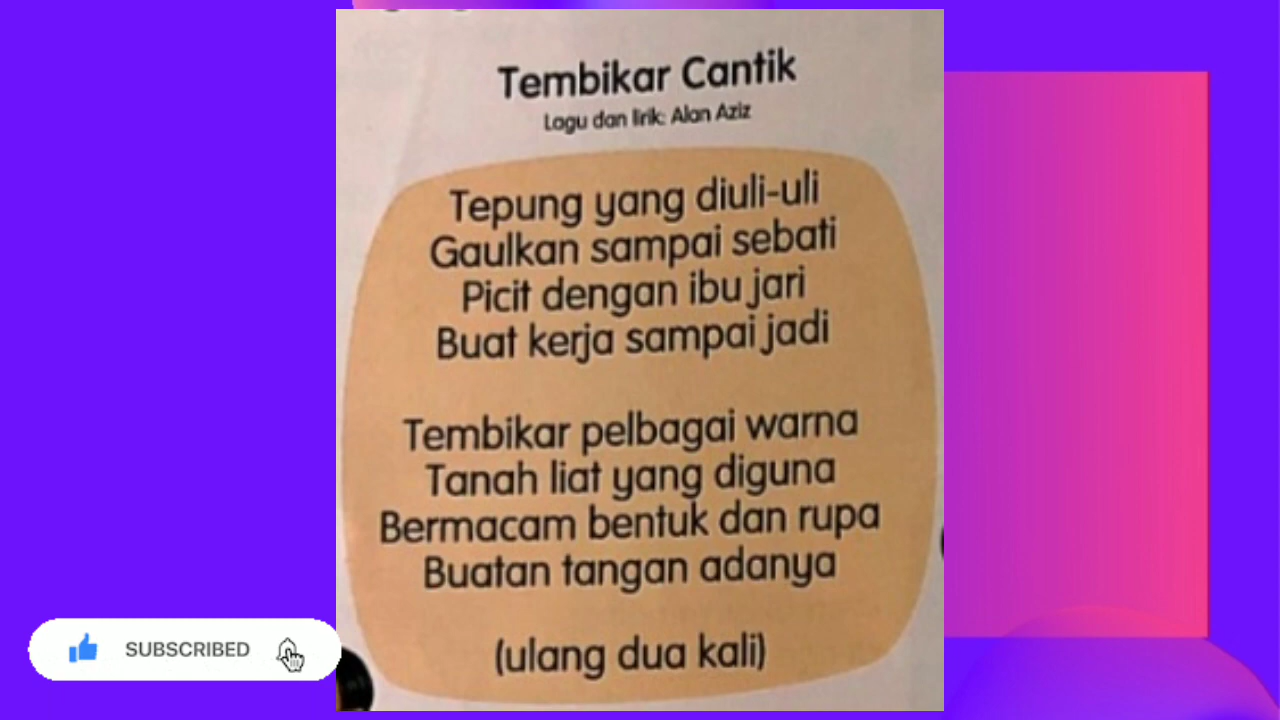 Tembikar Cantik
Lagu dan lirik: Alan Aziz
Tepung yang diuli-uli
Gaulkan sampai sebati
Picit dengan ibu jari
Buat kerja sampai jadi
Tembikar pelbagai warna
Tanah liat yang diguna
Bermacam bentuk dan rupa
Buatan tangan adanya
(ulang dua kali)
SUBSCRIBED